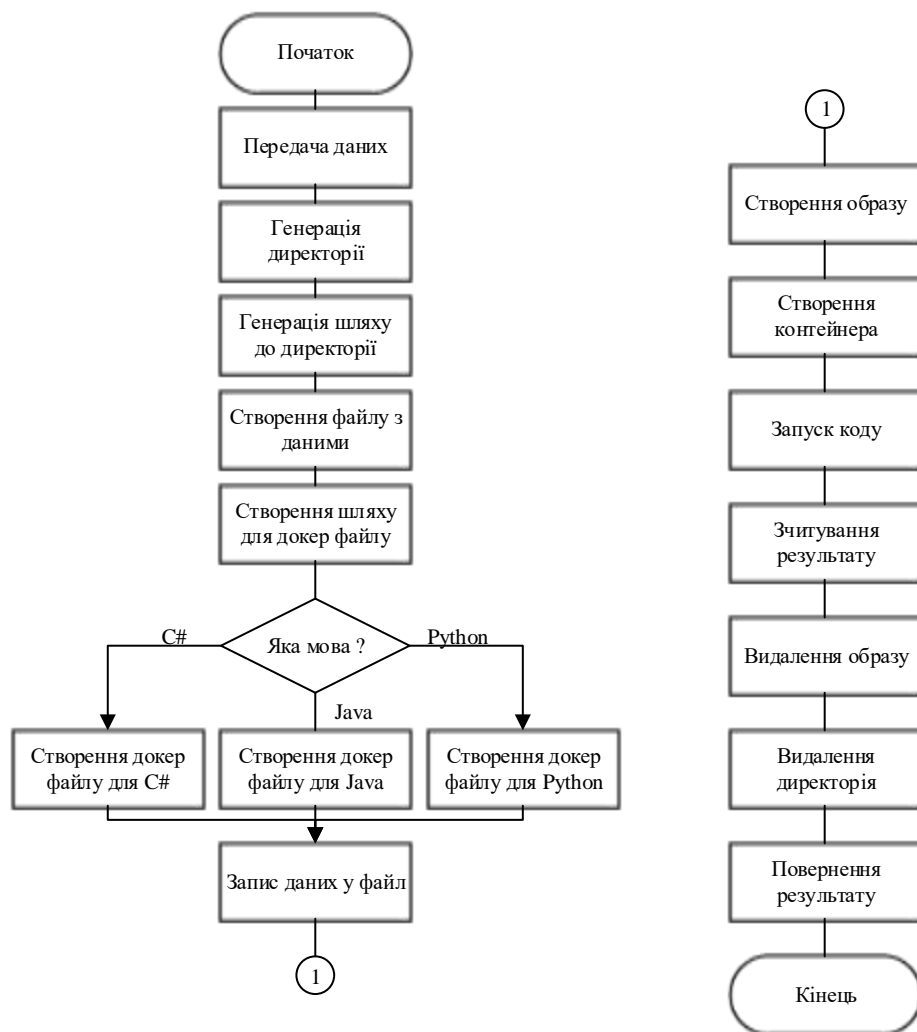 Початок
Передача даних
Генерація
директорії
Генерація шляху
до директорії
Створення файлу з
даними
Створення шляху
для докер файлу
Яка мова ?
C#
Python
Java
Створення докер
файлу для C#
Створення докер
файлу для Java
Створення докер
файлу для Python
Запис даних у файл
1
1
Створення образу
Створення
контейнера
Запуск коду
Зчитування
результату
Видалення образу
Видалення
директорія
Повернення
результату
Кінець